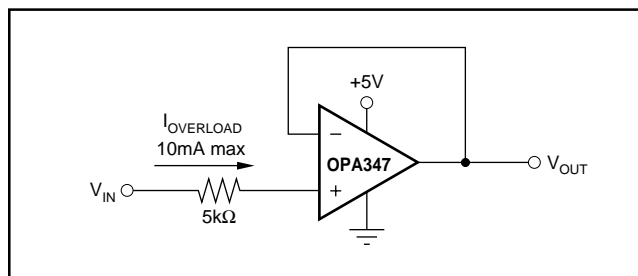 +5V
I_OVERLOAD
10mA max
−
OPA347
V_OUT
V_IN
+
5kΩ